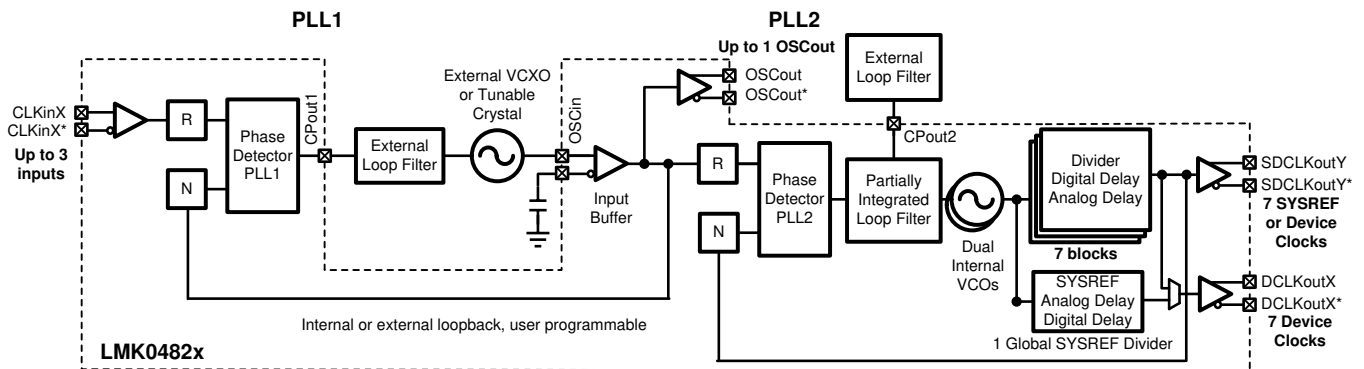 PLL1
PLL2
Up to 1 OSCout
CLKinX
CLKinX*
Up to 3
inputs
R
N
Phase
Detector
PLL1
CPout1
External
Loop Filter
External VCXO
or Tunable
Crystal
OSCin
Input
Buffer
OSCout
OSCout*
R
N
Phase
Detector
PLL2
External
Loop Filter
CPout2
Partially
Integrated
Loop Filter
Dual
Internal
VCOs
Divider
Digital Delay
Analog Delay
7 blocks
SYSREF
Analog Delay
Digital Delay
1 Global SYSREF Divider
SDCLKoutY
SDCLKoutY*
7 SYSREF
or Device
Clocks
DCLKoutX
DCLKoutX*
7 Device
Clocks
Internal or external loopback, user programmable
LMK0482x